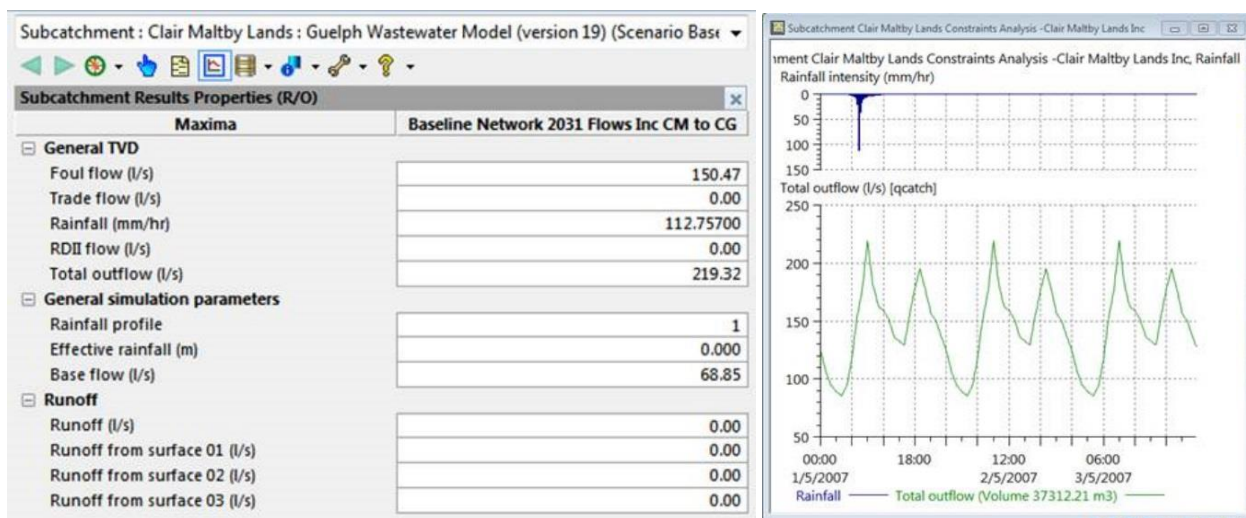 Subcatchment : Clair Maltby Lands : Guelph Wastewater Model (version 19) (Scenario Base
Subcatchment Results Properties (R/O)
Maxima Baseline Network 2031 Flows Inc CM to CG
General TVD
Foul flow (l/s) 150.47
Trade flow (l/s) 0.00
Rainfall (mm/hr) 112.75700
RDII flow (l/s) 0.00
Total outflow (l/s) 219.32
General simulation parameters
Rainfall profile 1
Effective rainfall (m) 0.000
Base flow (l/s) 68.85
Runoff
Runoff (l/s) 0.00
Runoff from surface 01 (l/s) 0.00
Runoff from surface 02 (l/s) 0.00
Runoff from surface 03 (l/s) 0.00
Subcatchment Clair Maltby Lands Constraints Analysis -Clair Maltby Lands Inc
nment Clair Maltby Lands Constraints Analysis -Clair Maltby Lands Inc, Rainfall
Rainfall intensity (mm/hr)
0
50
100
150
Total outflow (l/s) [qcatch]
250
200
150
100
50
00:00 18:00 12:00 06:00
1/5/2007 2/5/2007 3/5/2007
Rainfall Total outflow (Volume 37312.21 m3)